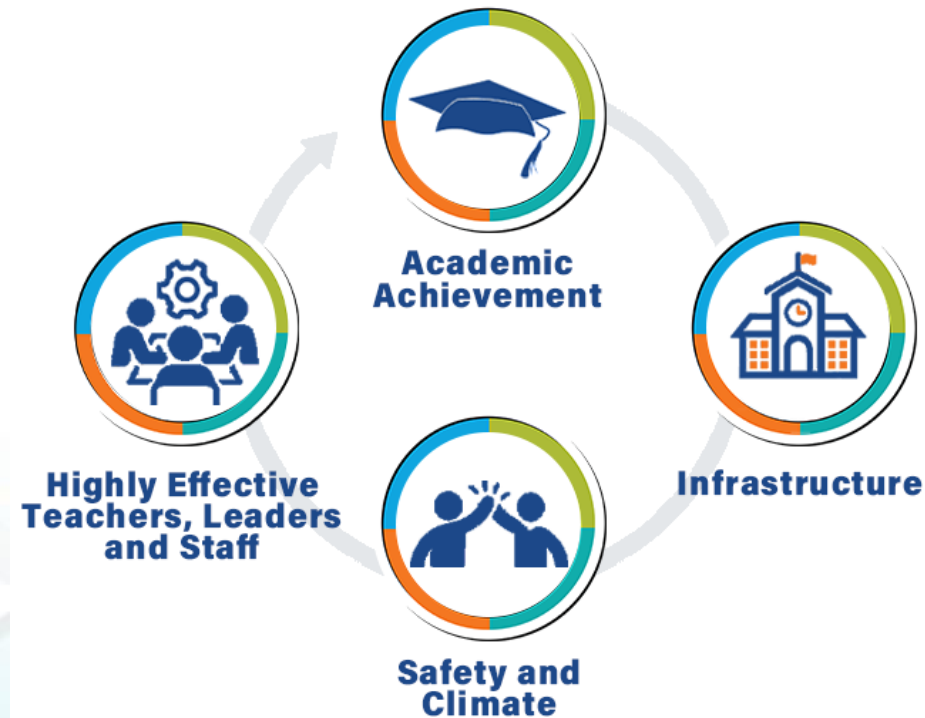 Academic
Achievement
Infrastructure
Highly Effective
Teachers, Leaders
and Staff
Safety and
Climate